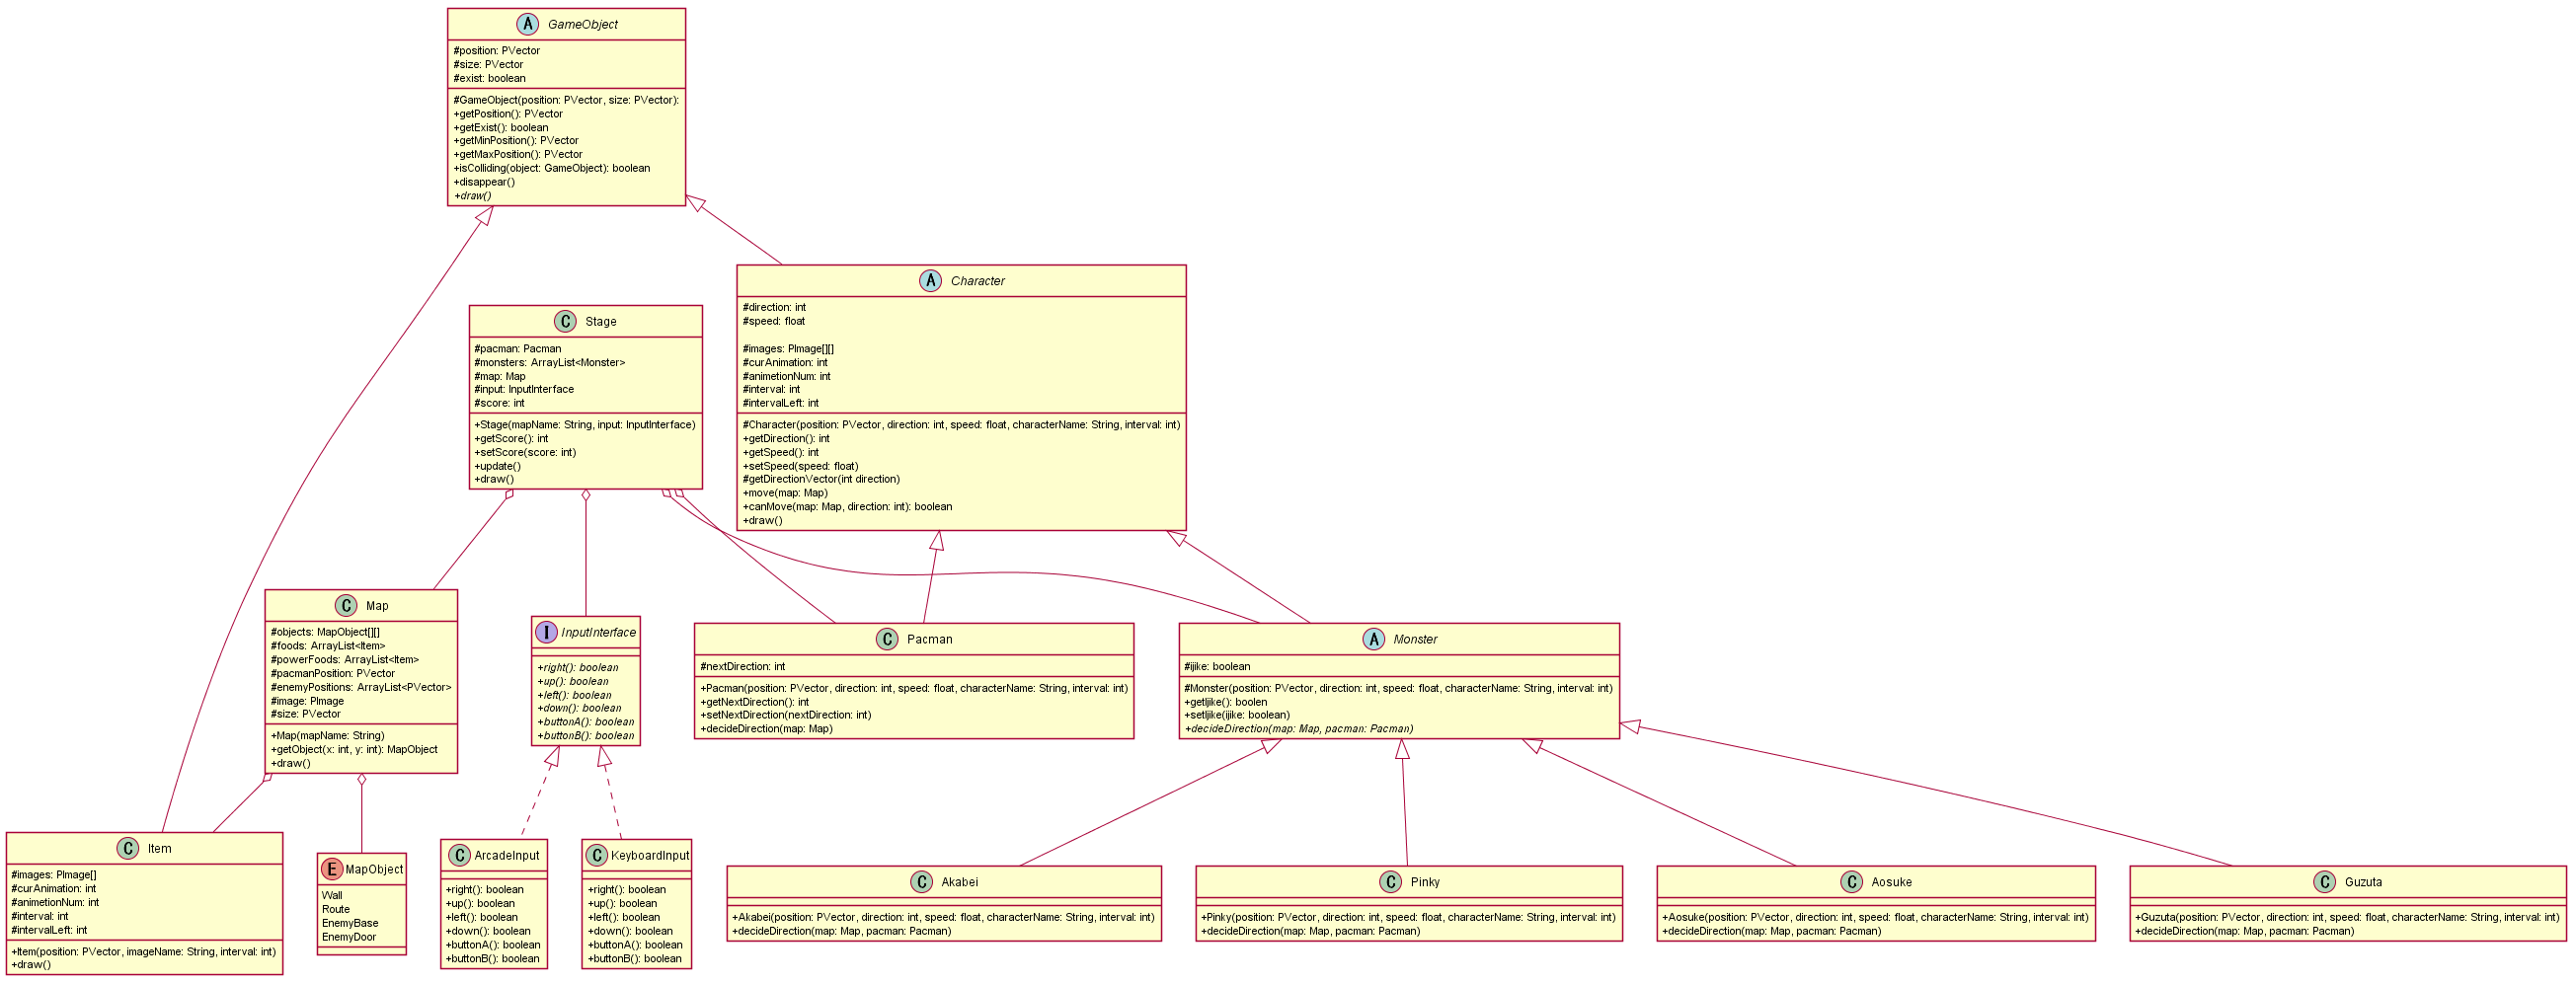 A GameObject
#position: PVector
#size: PVector
#exist: boolean
#GameObject(position: PVector, size: PVector):
+getPosition(): PVector
+getExist(): boolean
+getMinPosition(): PVector
+getMaxPosition(): PVector
+isColliding(object: GameObject): boolean
+disappear()
+draw()
A Character
#direction: int
#speed: float
#images: PImage[][]
#curAnimation: int
#animetionNum: int
#interval: int
#intervalLeft: int
#Character(position: PVector, direction: int, speed: float, characterName: String, interval: int)
+getDirection(): int
+getSpeed(): int
+setSpeed(speed: float)
#getDirectionVector(int direction)
+move(map: Map)
+canMove(map: Map, direction: int): boolean
+draw()
C Stage
#pacman: Pacman
#monsters: ArrayList<Monster>
#map: Map
#input: InputInterface
#score: int
+Stage(mapName: String, input: InputInterface)
+getScore(): int
+setScore(score: int)
+update()
+draw()
C Map
#objects: MapObject[][]
#foods: ArrayList<Item>
#powerFoods: ArrayList<Item>
#pacmanPosition: PVector
#enemyPositions: ArrayList<PVector>
#image: PImage
#size: PVector
+Map(mapName: String)
+getObject(x: int, y: int): MapObject
+draw()
I InputInterface
+right(): boolean
+up(): boolean
+left(): boolean
+down(): boolean
+buttonA(): boolean
+buttonB(): boolean
C Pacman
#nextDirection: int
+Pacman(position: PVector, direction: int, speed: float, characterName: String, interval: int)
+getNextDirection(): int
+setNextDirection(nextDirection: int)
+decideDirection(map: Map)
A Monster
#ijike: boolean
#Monster(position: PVector, direction: int, speed: float, characterName: String, interval: int)
+getIjike(): boolen
+setIjike(ijike: boolean)
+decideDirection(map: Map, pacman: Pacman)
C Item
#images: PImage[]
#curAnimation: int
#animetionNum: int
#interval: int
#intervalLeft: int
+Item(position: PVector, imageName: String, interval: int)
+draw()
E MapObject
Wall
Route
EnemyBase
EnemyDoor
C ArcadeInput
+right(): boolean
+up(): boolean
+left(): boolean
+down(): boolean
+buttonA(): boolean
+buttonB(): boolean
C KeyboardInput
+right(): boolean
+up(): boolean
+left(): boolean
+down(): boolean
+buttonA(): boolean
+buttonB(): boolean
C Akabei
+Akabei(position: PVector, direction: int, speed: float, characterName: String, interval: int)
+decideDirection(map: Map, pacman: Pacman)
C Pinky
+Pinky(position: PVector, direction: int, speed: float, characterName: String, interval: int)
+decideDirection(map: Map, pacman: Pacman)
C Aosuke
+Aosuke(position: PVector, direction: int, speed: float, characterName: String, interval: int)
+decideDirection(map: Map, pacman: Pacman)
C Guzuta
+Guzuta(position: PVector, direction: int, speed: float, characterName: String, interval: int)
+decideDirection(map: Map, pacman: Pacman)